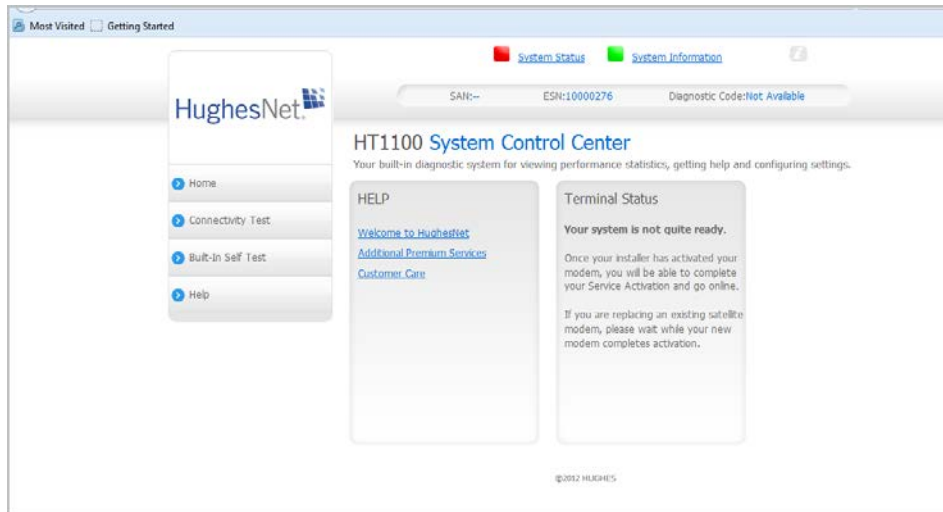 Most Visited Getting Started
System Status System Information
SAN:-- ESN:10000276 Diagnostic Code:Not Available
HughesNet.
HT1100 System Control Center
Your built-in diagnostic system for viewing performance statistics, getting help and configuring settings.
Home
Connectivity Test
Built-In Self Test
Help
HELP
Welcome to HughesNet
Additional Premium Services
Customer Care
Terminal Status
Your system is not quite ready.
Once your installer has activated your
modem, you will be able to complete
your Service Activation and go online.
If you are replacing an existing satellite
modem, please wait while your new
modem completes activation.
©2012 HUGHES